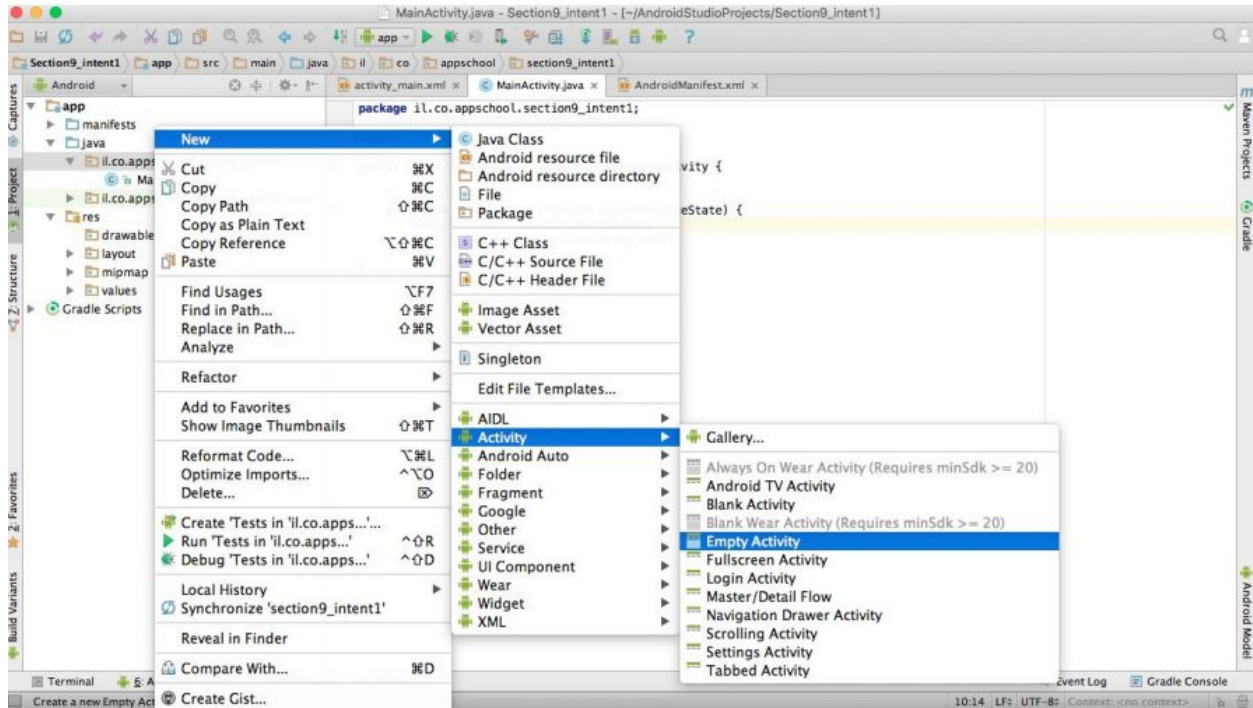 MainActivity.java - Section9_intent1 - [~/AndroidStudioProjects/Section9_intent1]
app
Section9_intent1 app src main java il co appschool section9_intent1
Android
activity_main.xml MainActivity.java AndroidManifest.xml
Captures
1: Project
7: Structure
2: Favorites
Build Variants
app
manifests
java
il.co.apps
Ma
il.co.apps
res
drawable
layout
mipmap
values
Gradle Scripts
package il.co.appschool.section9_intent1;
vity {
eState) {
New
Cut ⌘X
Copy ⌘C
Copy Path ⇧⌘C
Copy as Plain Text
Copy Reference ⌥⇧⌘C
Paste ⌘V
Find Usages ⌥F7
Find in Path... ⇧⌘F
Replace in Path... ⇧⌘R
Analyze
Refactor
Add to Favorites
Show Image Thumbnails ⇧⌘T
Reformat Code... ⌥⌘L
Optimize Imports... ^⌥O
Delete... ⌦
Create 'Tests in 'il.co.apps...'...
Run 'Tests in 'il.co.apps...' ^⇧R
Debug 'Tests in 'il.co.apps...' ^⇧D
Local History
Synchronize 'section9_intent1'
Reveal in Finder
Compare With... ⌘D
Create Gist...
Java Class
Android resource file
Android resource directory
File
Package
C++ Class
C/C++ Source File
C/C++ Header File
Image Asset
Vector Asset
Singleton
Edit File Templates...
AIDL
Activity
Android Auto
Folder
Fragment
Google
Other
Service
UI Component
Wear
Widget
XML
Gallery...
Always On Wear Activity (Requires minSdk >= 20)
Android TV Activity
Blank Activity
Blank Wear Activity (Requires minSdk >= 20)
Empty Activity
Fullscreen Activity
Login Activity
Master/Detail Flow
Navigation Drawer Activity
Scrolling Activity
Settings Activity
Tabbed Activity
Maven Projects
Gradle
Android Model
Terminal 6: A
Event Log Gradle Console
Create a new Empty Act
10:14 LF÷ UTF-8÷ Context: <no context>